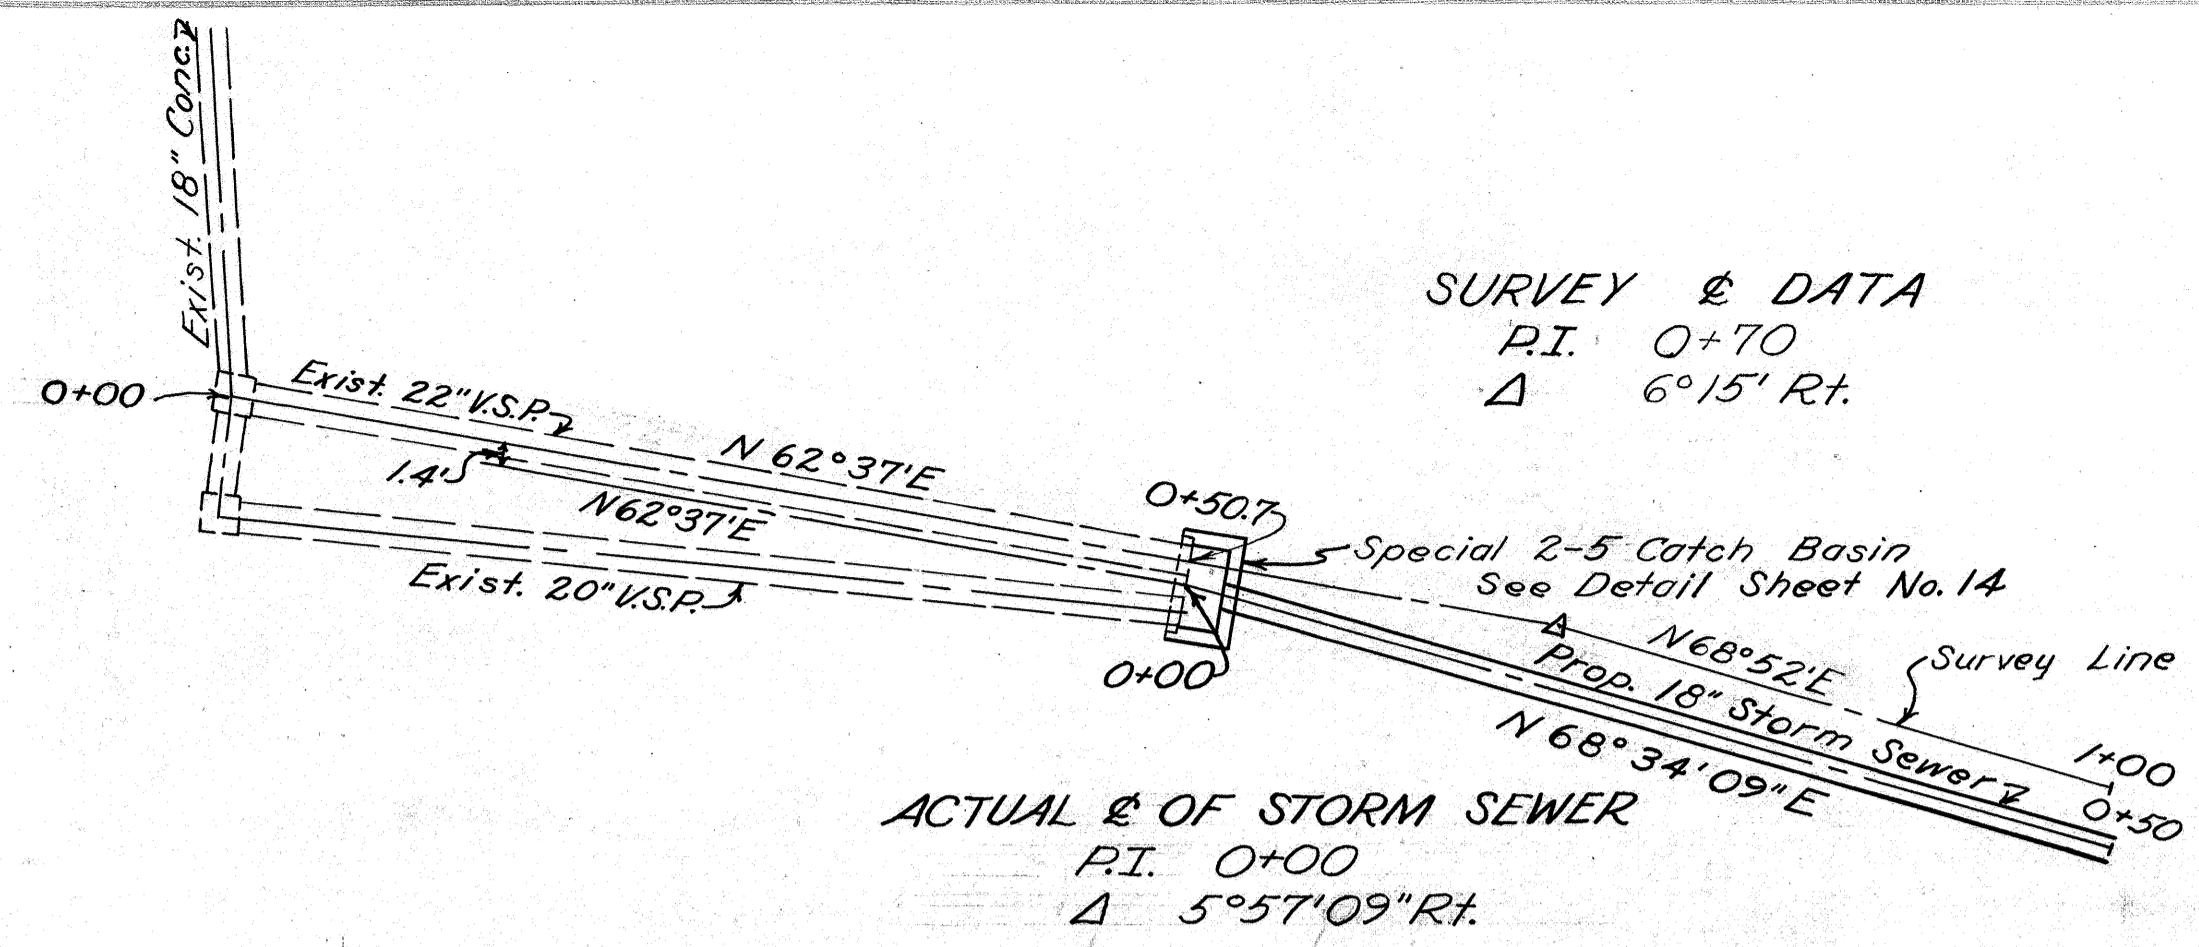 Exist. 18" Conc.
SURVEY ℄ DATA
P.I. 0+70
Δ 6°15' Rt.
0+00
Exist. 22" V.S.P.
N 62°37'E
1.4'
N 62°37'E
0+50.7
Exist. 20" V.S.P.
Special 2-5 Catch Basin
See Detail Sheet No. 14
0+00
Δ
N 68°52'E
Survey Line
Prop. 18" Storm Sewer
N 68°34'09" E
1+00
0+50
ACTUAL ℄ OF STORM SEWER
P.I. 0+00
Δ 5°57'09" Rt.